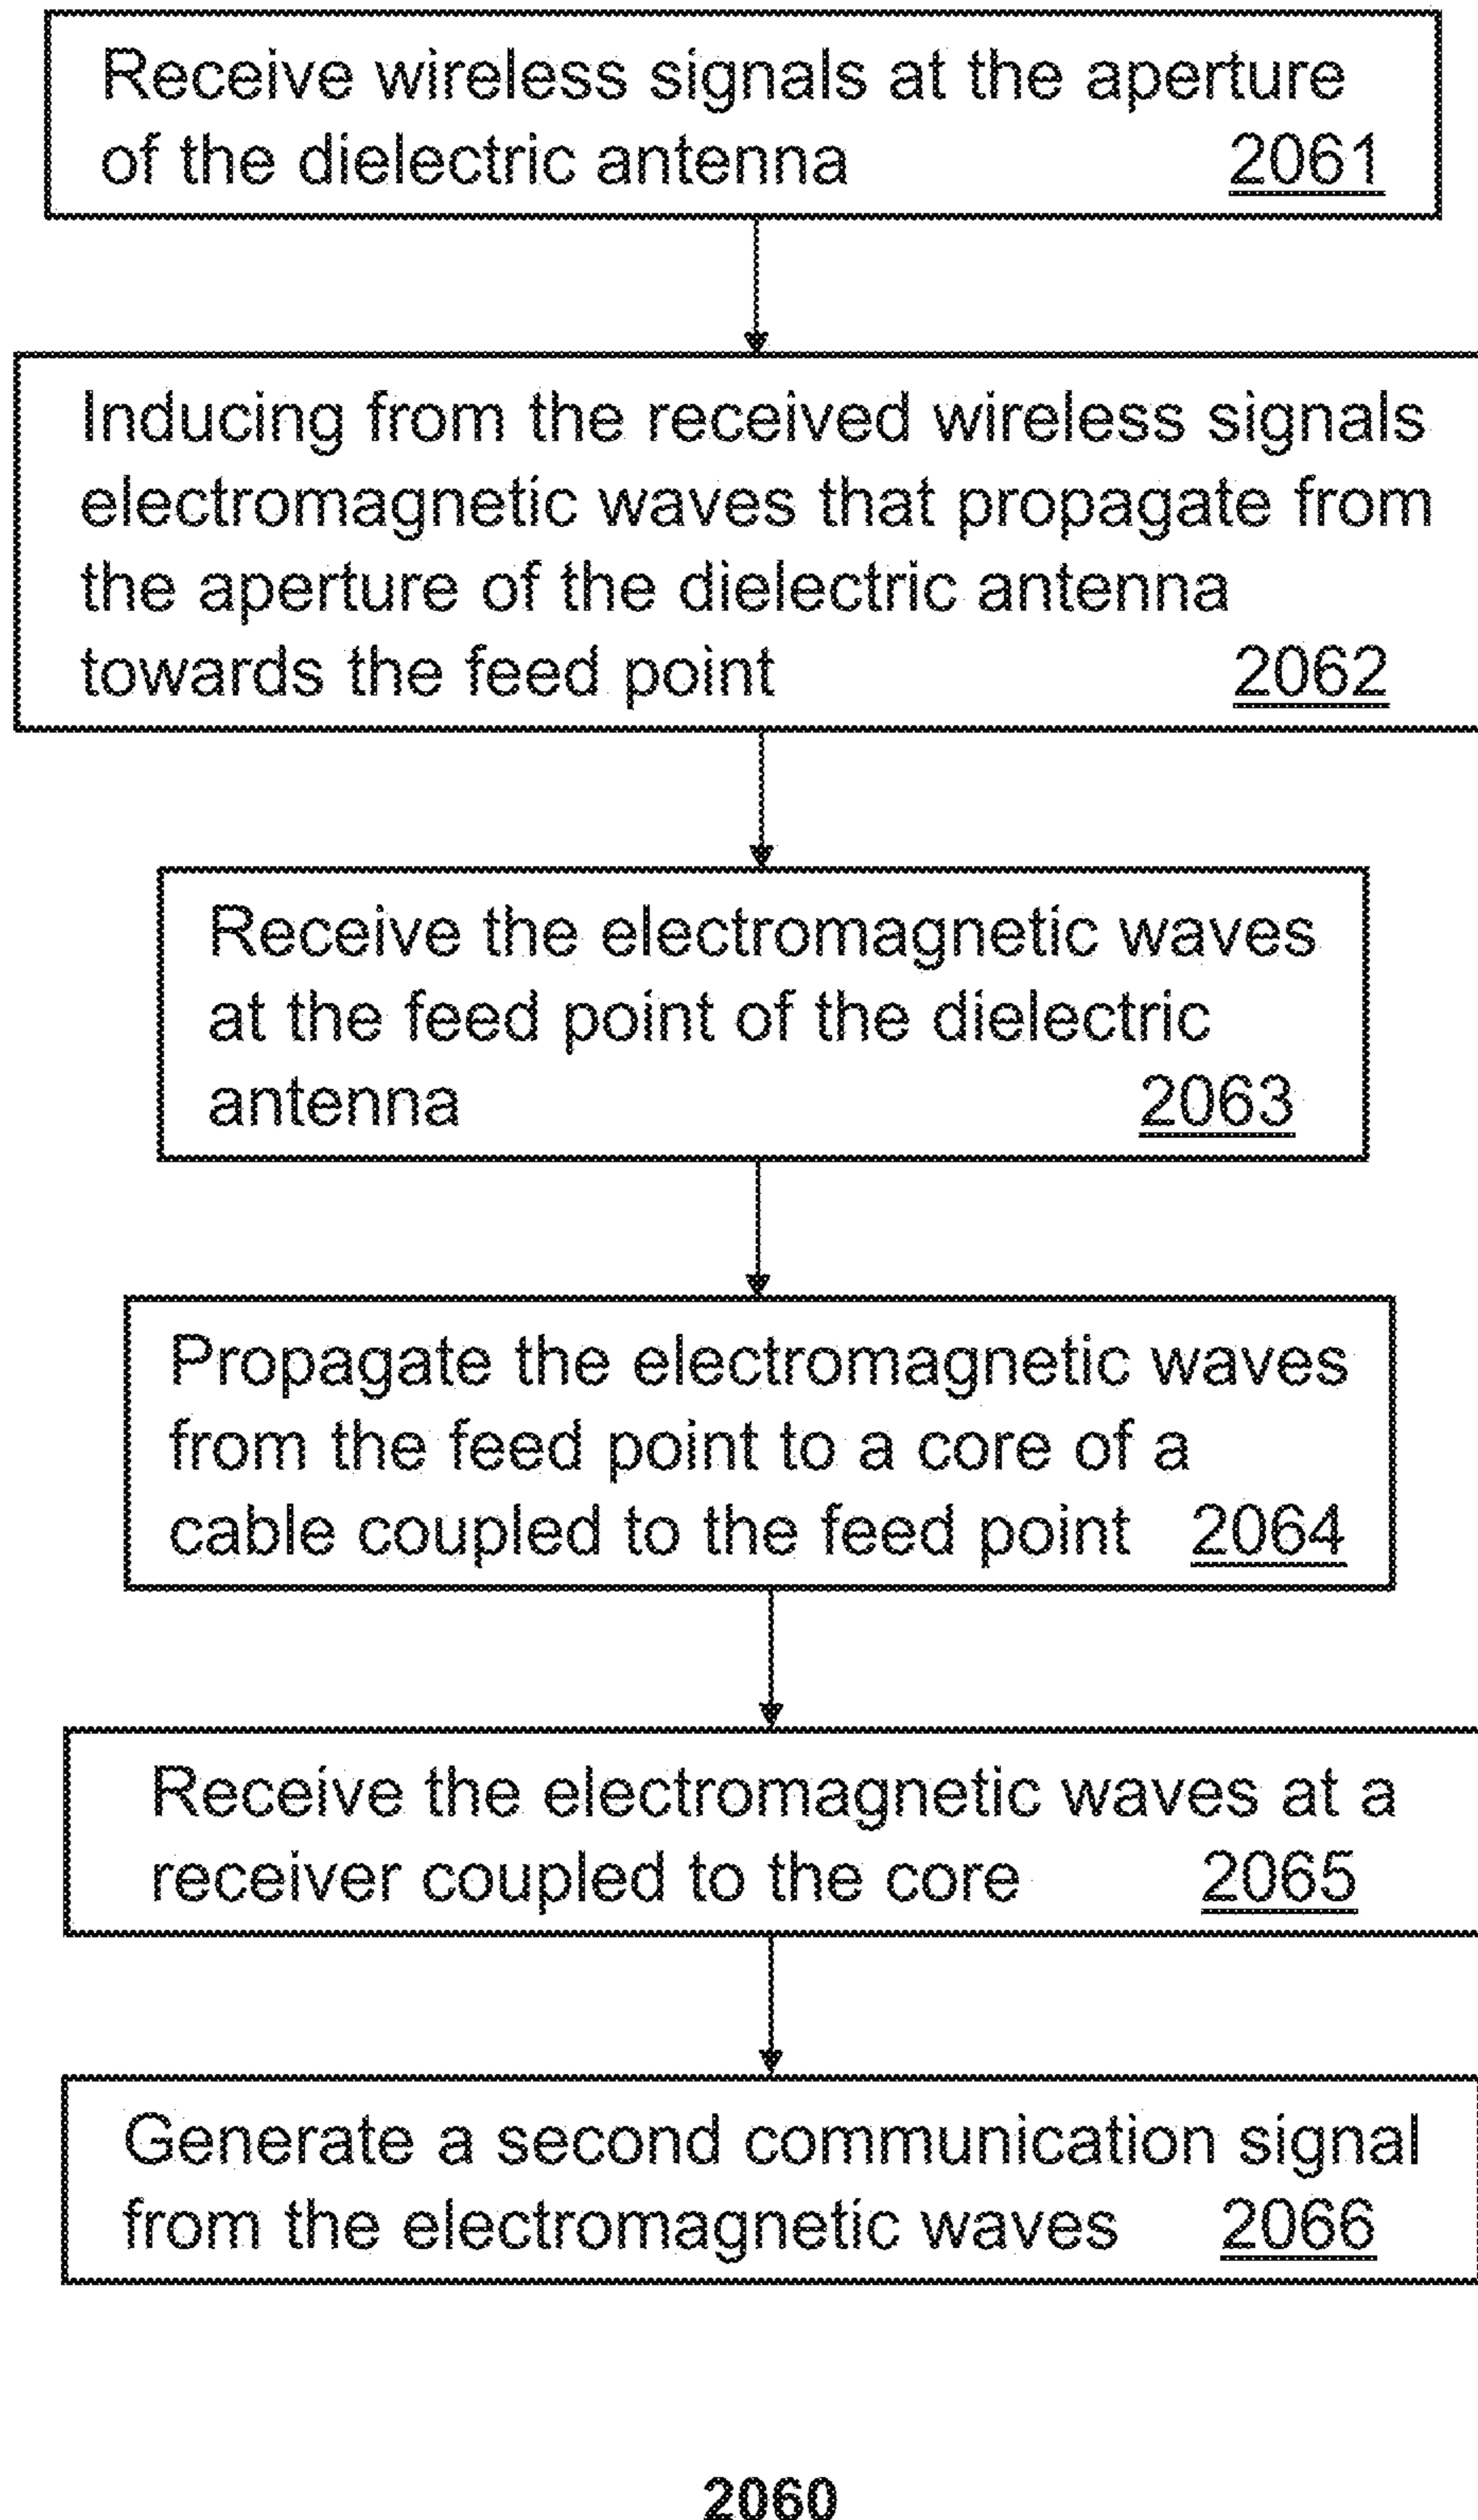 Receive wireless signals at the aperture
of the dielectric antenna 2061
Inducing from the received wireless signals
electromagnetic waves that propagate from
the aperture of the dielectric antenna
towards the feed point 2062
Receive the electromagnetic waves
at the feed point of the dielectric
antenna 2063
Propagate the electromagnetic waves
from the feed point to a core of a
cable coupled to the feed point 2064
Receive the electromagnetic waves at a
receiver coupled to the core 2065
Generate a second communication signal
from the electromagnetic waves 2066
2060